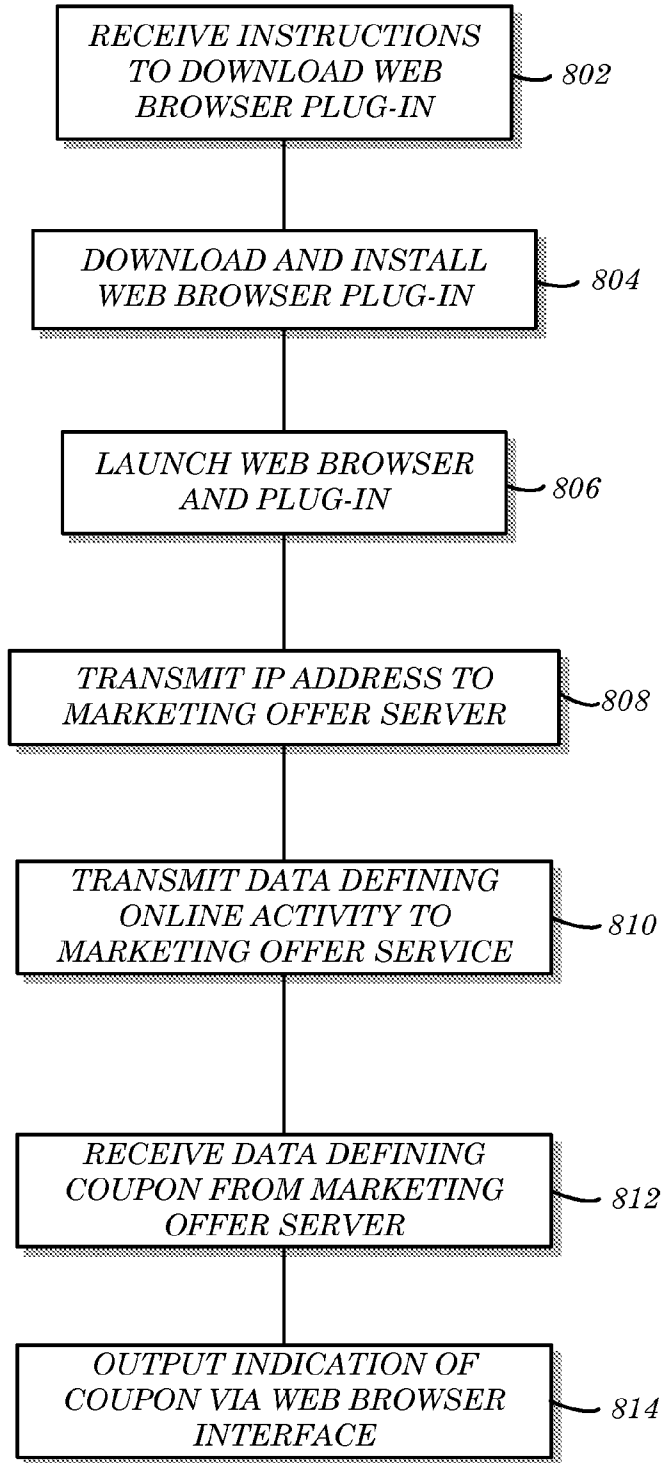 RECEIVE INSTRUCTIONS
TO DOWNLOAD WEB
BROWSER PLUG-IN
802
DOWNLOAD AND INSTALL
WEB BROWSER PLUG-IN
804
LAUNCH WEB BROWSER
AND PLUG-IN
806
TRANSMIT IP ADDRESS TO
MARKETING OFFER SERVER
808
TRANSMIT DATA DEFINING
ONLINE ACTIVITY TO
MARKETING OFFER SERVICE
810
RECEIVE DATA DEFINING
COUPON FROM MARKETING
OFFER SERVER
812
OUTPUT INDICATION OF
COUPON VIA WEB BROWSER
INTERFACE
814